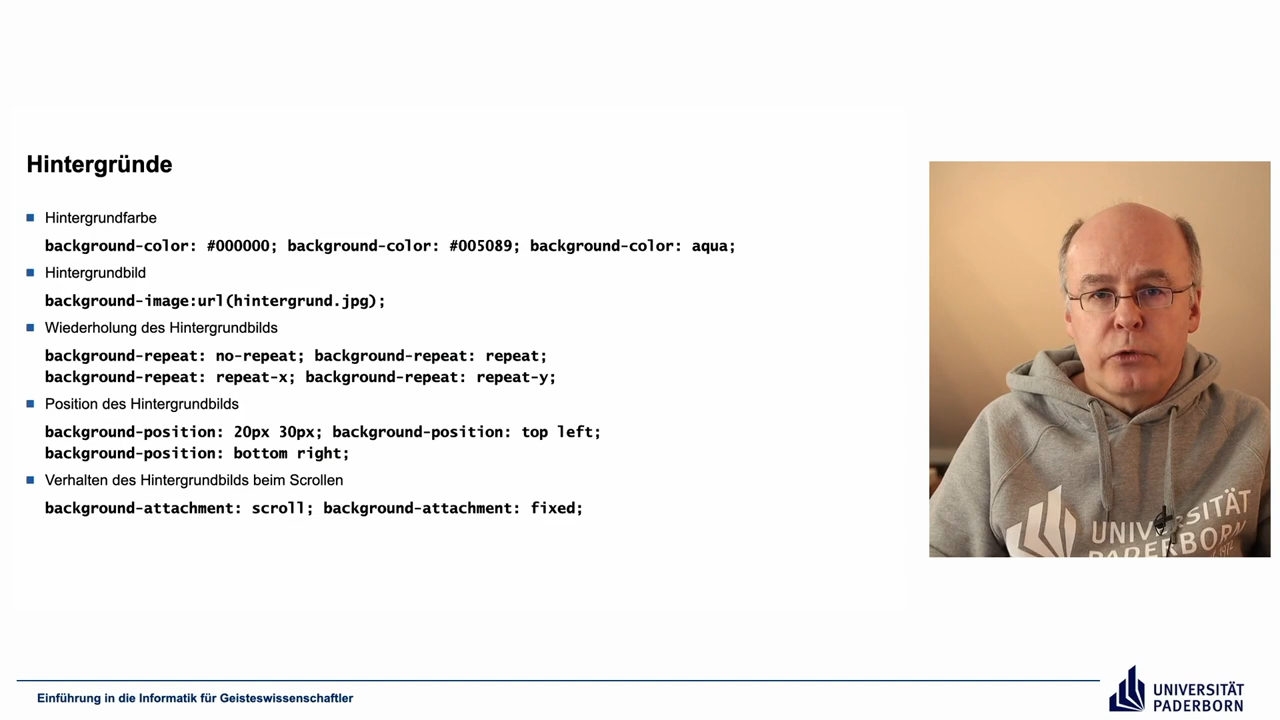 Hintergründe
Hintergrundfarbe
background-color: #000000; background-color: #005089; background-color: aqua;
Hintergrundbild
background-image:url(hintergrund.jpg);
Wiederholung des Hintergrundbilds
background-repeat: no-repeat; background-repeat: repeat;
background-repeat: repeat-x; background-repeat: repeat-y;
Position des Hintergrundbilds
background-position: 20px 30px; background-position: top left;
background-position: bottom right;
Verhalten des Hintergrundbilds beim Scrollen
background-attachment: scroll; background-attachment: fixed;
UNIVERSITÄT
PADERBORN
Einführung in die Informatik für Geisteswissenschaftler
UNIVERSITÄT
PADERBORN